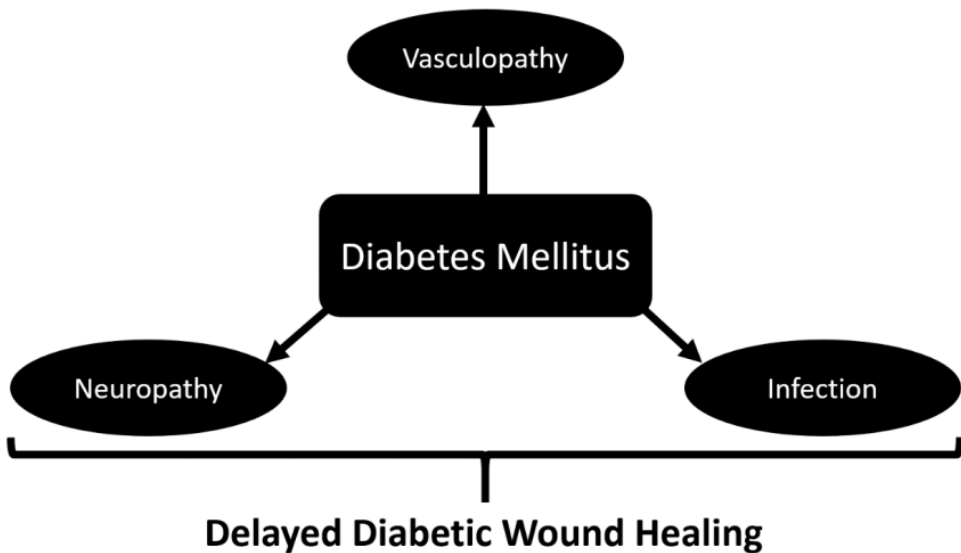 Vasculopathy
Diabetes Mellitus
Neuropathy
Infection
Delayed Diabetic Wound Healing